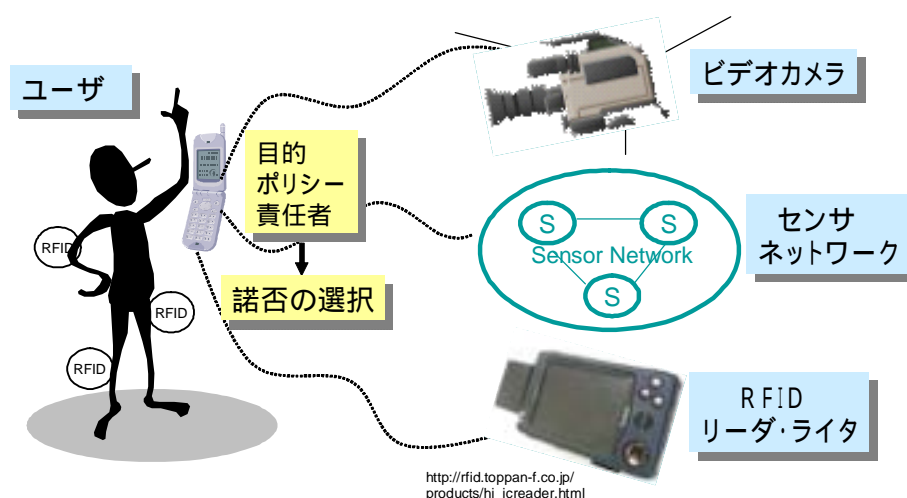 ユーザ
目的
ポリシー
責任者
諾否の選択
RFID
RFID
RFID
ビデオカメラ
S
S
Sensor Network
S
センサ
ネットワーク
RFID
リーダ・ライタ
http://rfid.toppan-f.co.jp/
products/hi_icreader.html